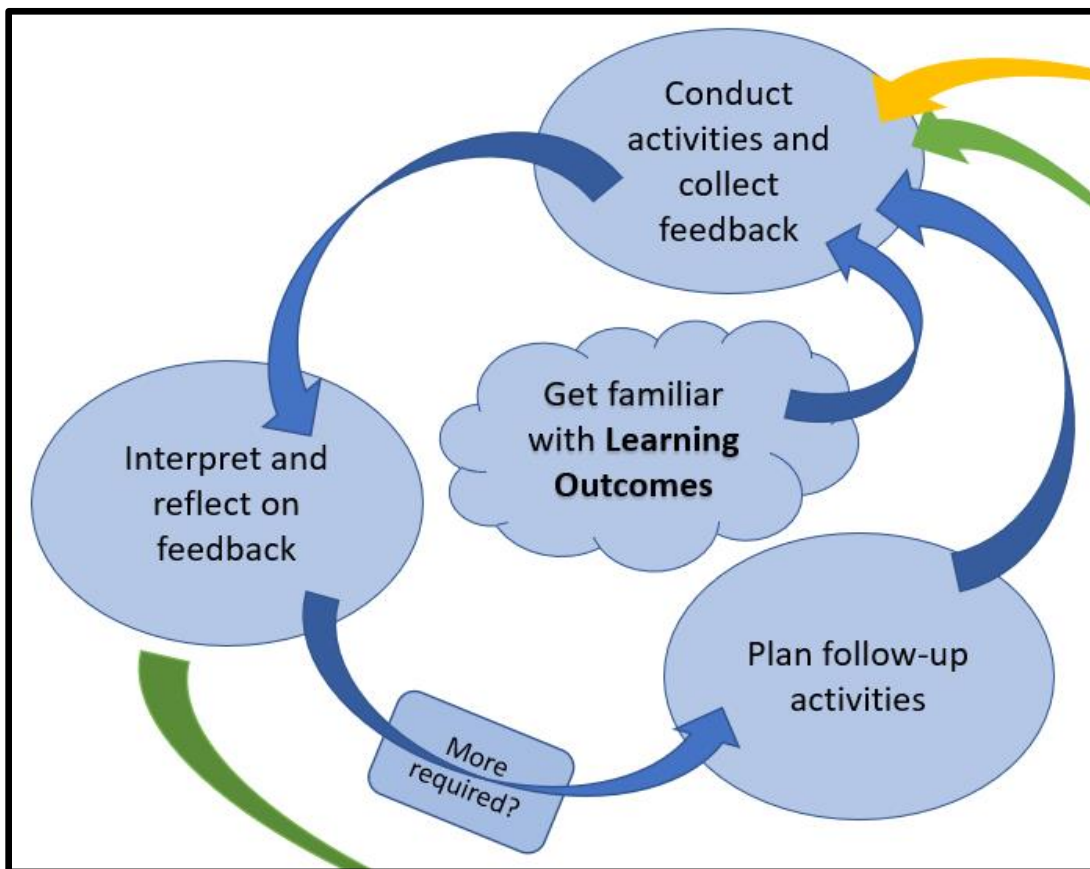 Conduct
activities and
collect
feedback
Get familiar
with Learning
Outcomes
Interpret and
reflect on
feedback
Plan follow-up
activities
More
required?